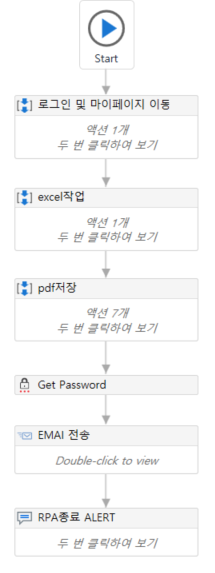 Start
로그인 및 마이페이지 이동
액션 1개
두 번 클릭하여 보기
excel작업
액션 1개
두 번 클릭하여 보기
pdf저장
액션 7개
두 번 클릭하여 보기
Get Password
EMAI 전송
Double-click to view
RPA종료 ALERT
두 번 클릭하여 보기